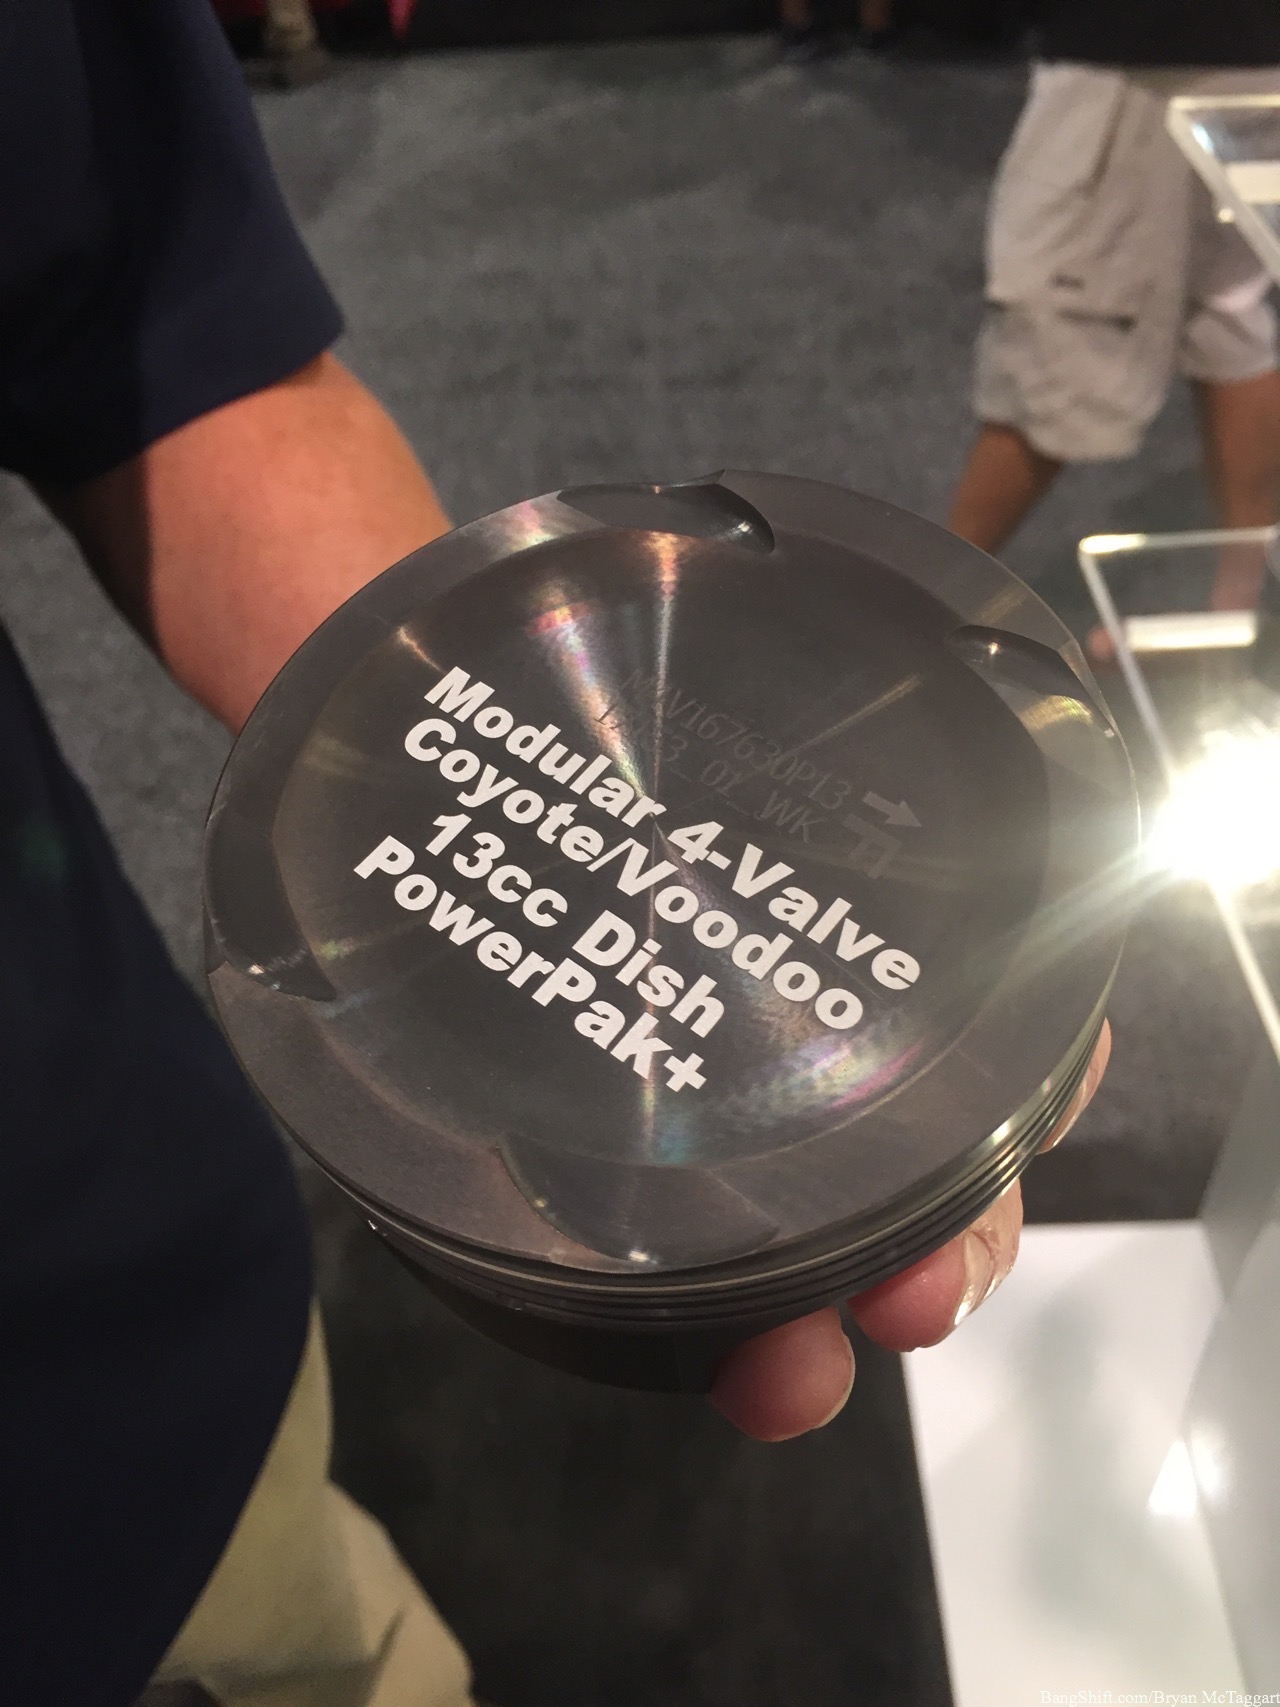 Modular 4-Valve
Coyote/Voodoo
13cc Dish
PowerPak+
BangShift.com/Bryan McTaggart